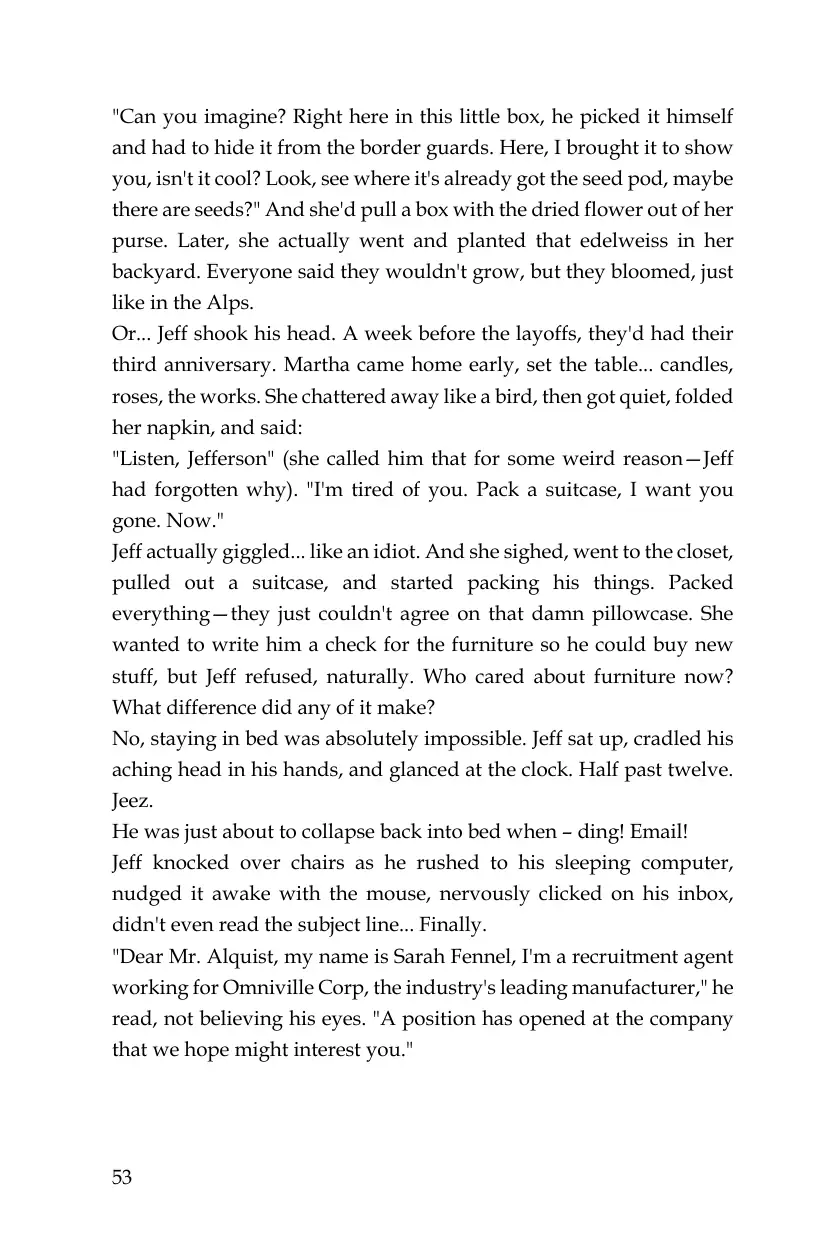 "Can you imagine? Right here in this little box, he picked it himself
and had to hide it from the border guards. Here, I brought it to show
you, isn't it cool? Look, see where it's already got the seed pod, maybe
there are seeds?" And she'd pull a box with the dried flower out of her
purse. Later, she actually went and planted that edelweiss in her
backyard. Everyone said they wouldn't grow, but they bloomed, just
like in the Alps.
Or... Jeff shook his head. A week before the layoffs, they'd had their
third anniversary. Martha came home early, set the table... candles,
roses, the works. She chattered away like a bird, then got quiet, folded
her napkin, and said:
"Listen, Jefferson" (she called him that for some weird reason—Jeff
had forgotten why). "I'm tired of you. Pack a suitcase, I want you
gone. Now."
Jeff actually giggled... like an idiot. And she sighed, went to the closet,
pulled out a suitcase, and started packing his things. Packed
everything—they just couldn't agree on that damn pillowcase. She
wanted to write him a check for the furniture so he could buy new
stuff, but Jeff refused, naturally. Who cared about furniture now?
What difference did any of it make?
No, staying in bed was absolutely impossible. Jeff sat up, cradled his
aching head in his hands, and glanced at the clock. Half past twelve.
Jeez.
He was just about to collapse back into bed when – ding! Email!
Jeff knocked over chairs as he rushed to his sleeping computer,
nudged it awake with the mouse, nervously clicked on his inbox,
didn't even read the subject line... Finally.
"Dear Mr. Alquist, my name is Sarah Fennel, I'm a recruitment agent
working for Omniville Corp, the industry's leading manufacturer," he
read, not believing his eyes. "A position has opened at the company
that we hope might interest you."
53